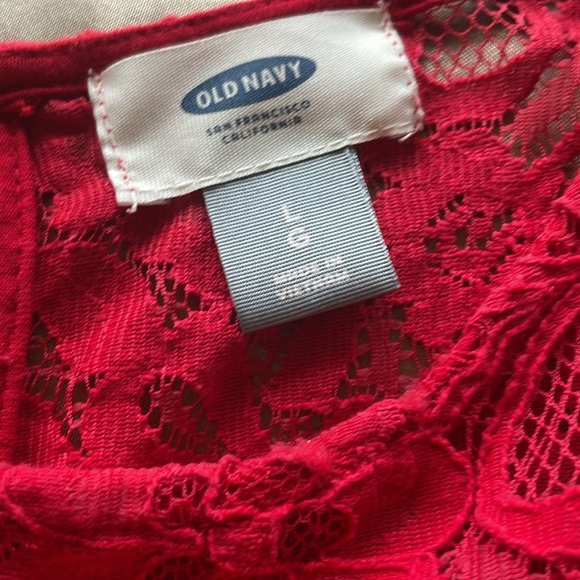 OLD NAVY
SAN FRANCISCO
CALIFORNIA
L
G
MADE IN
VIETNAM